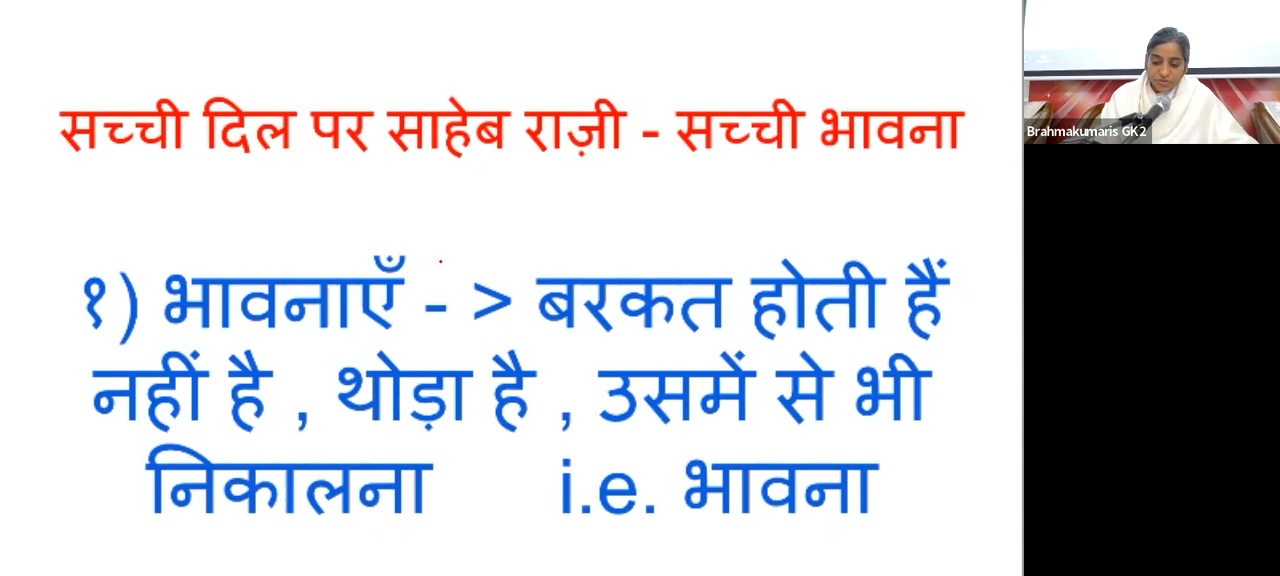 सच्ची दिल पर साहेब राज़ी - सच्ची भावना
१) भावनाएँ - > बरकत होती हैं
नहीं है , थोड़ा है , उसमें से भी
निकालना i.e. भावना
Brahmakumaris GK2